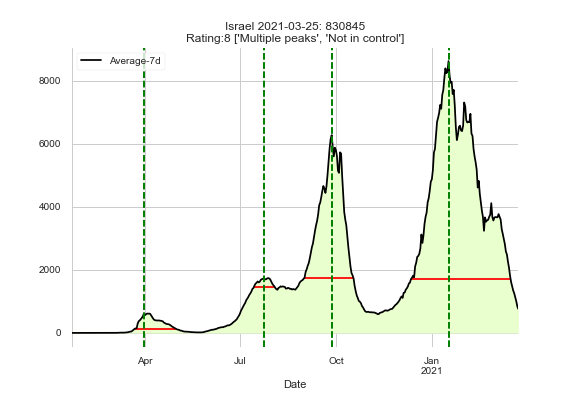 Israel 2021-03-25: 830845
Rating:8 ['Multiple peaks', 'Not in control']
Average-7d
8000
6000
4000
2000
0
Apr Jul Oct Jan
2021
Date